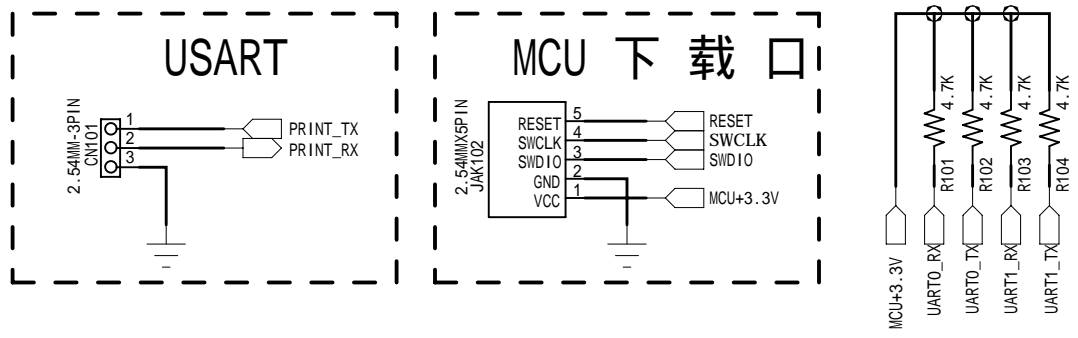 USART
2.54MM-3PIN
CN101
1
2
3
PRINT_TX
PRINT_RX
MCU 下载口
2.54MMX5PIN
JAK102
RESET 5 RESET
SWCLK 4 SWCLK
SWDIO 3 SWDIO
GND 2
VCC 1 MCU+3.3V
4.7K
4.7K
4.7K
4.7K
R101
R102
R103
R104
MCU+3.3V
UART0_RX
UART0_TX
UART1_RX
UART1_TX